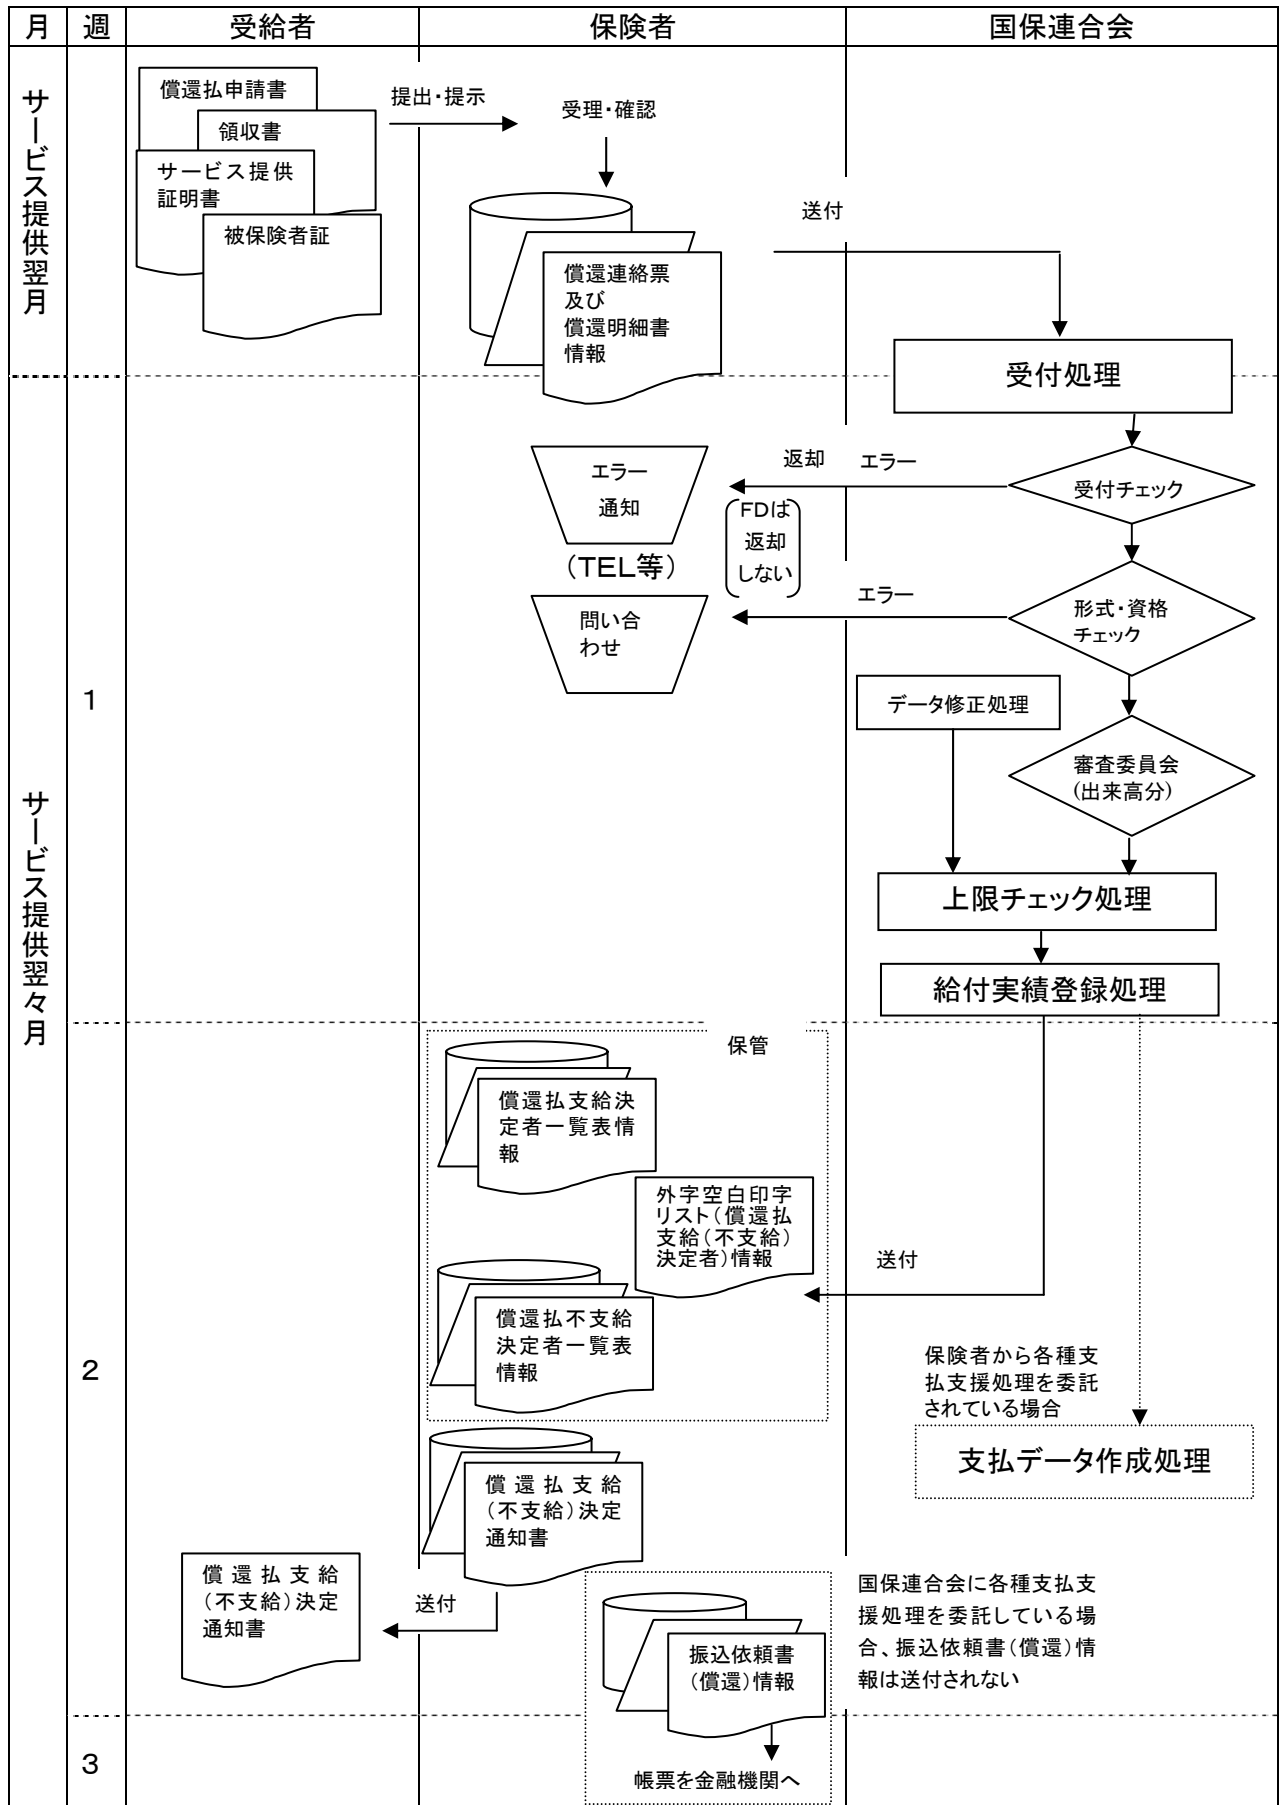 月
週
受給者
保険者
国保連合会
サービス提供翌月
償還払申請書
領収書
サービス提供
証明書
被保険者証
提出・提示
受理・確認
償還連絡票
及び
償還明細書
情報
送付
受付処理
サービス提供翌々月
1
受付チェック
エラー
返却
エラー
通知
(TEL等)
FDは
返却
しない
形式・資格
チェック
エラー
問い合
わせ
データ修正処理
審査委員会
(出来高分)
上限チェック処理
給付実績登録処理
2
保管
償還払支給決
定者一覧表情
報
外字空白印字
リスト(償還払
支給(不支給)
決定者)情報
送付
償還払不支給
決定者一覧表
情報
保険者から各種支
払支援処理を委託
されている場合
支払データ作成処理
償還払支給
(不支給)決定
通知書
送付
償還払支給
(不支給)決定
通知書
国保連合会に各種支払支
援処理を委託している場
合、振込依頼書(償還)情
報は送付されない
振込依頼書
(償還)情報
3
帳票を金融機関へ